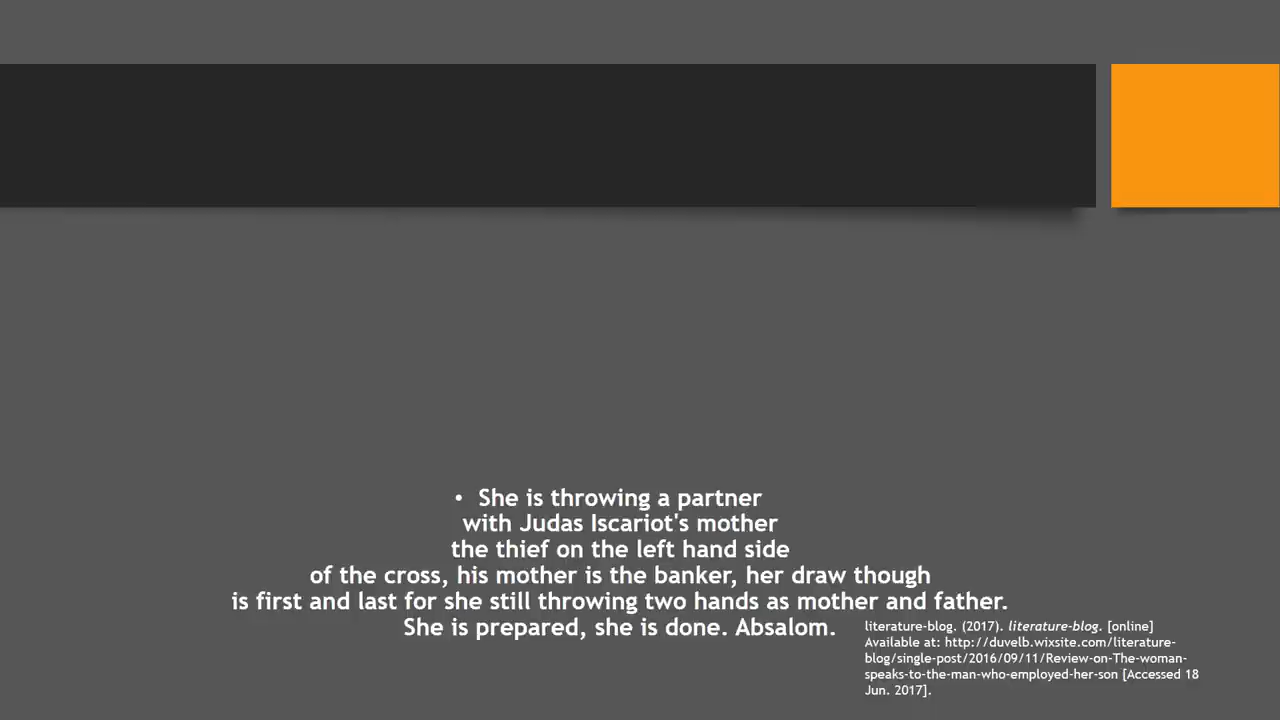 • She is throwing a partner
with Judas Iscariot's mother
the thief on the left hand side
of the cross, his mother is the banker, her draw though
is first and last for she still throwing two hands as mother and father.
She is prepared, she is done. Absalom.
literature-blog. (2017). literature-blog. [online]
Available at: http://duvelb.wixsite.com/literature-
blog/single-post/2016/09/11/Review-on-The-woman-
speaks-to-the-man-who-employed-her-son [Accessed 18
Jun. 2017].